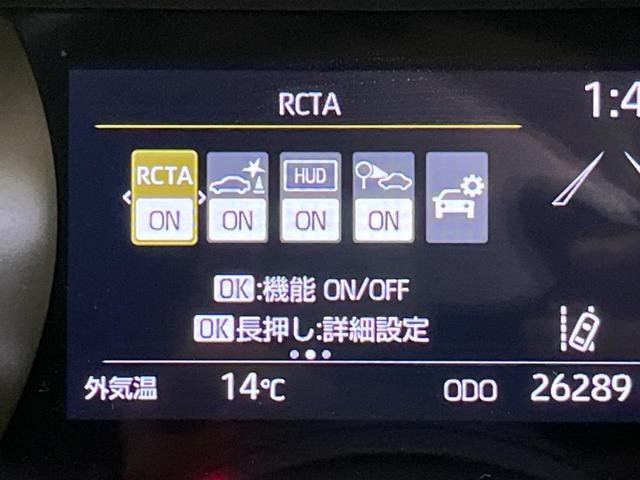 RCTA
1:4
RCTA
HUD
ON ON ON ON
OK:機能 ON/OFF
OK長押し:詳細設定
外気温 14℃ ODO 26289